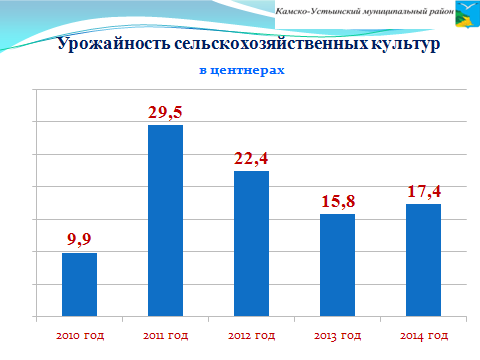 Камско-Устьинский муниципальный район
Урожайность сельскохозяйственных культур
в центнерах
29,5
22,4
17,4
15,8
9,9
2010 год 2011 год 2012 год 2013 год 2014 год